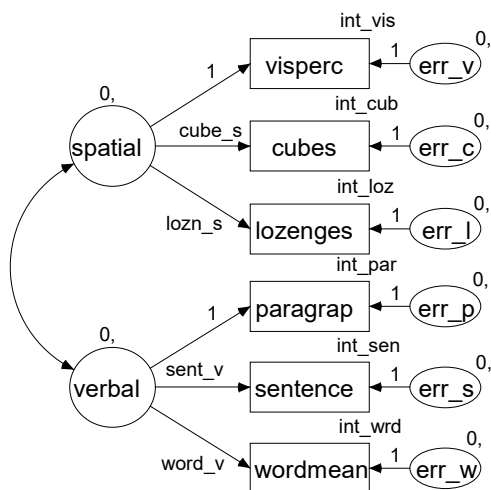 int_vis
0,
1
visperc
1
err_v
0,
int_cub
0,
spatial
cube_s
cubes
1
err_c
int_loz
0,
lozn_s
lozenges
1
err_l
int_par
0,
1
paragrap
1
err_p
0,
int_sen
0,
verbal
sent_v
sentence
1
err_s
int_wrd
0,
word_v
wordmean
1
err_w